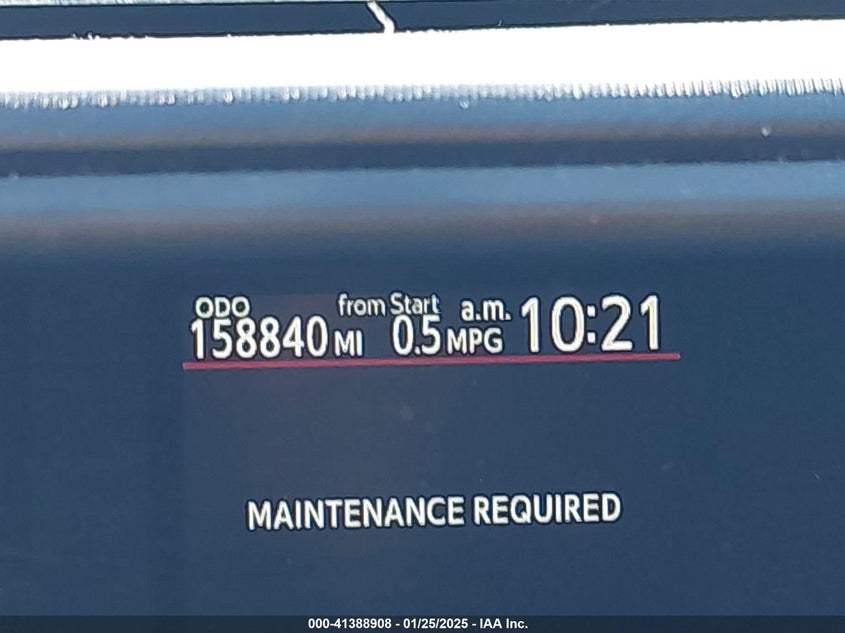 ODO from Start a.m. 10:21
158840 MI 0.5 MPG
MAINTENANCE REQUIRED
000-41388908 - 01/25/2025 - IAA Inc.